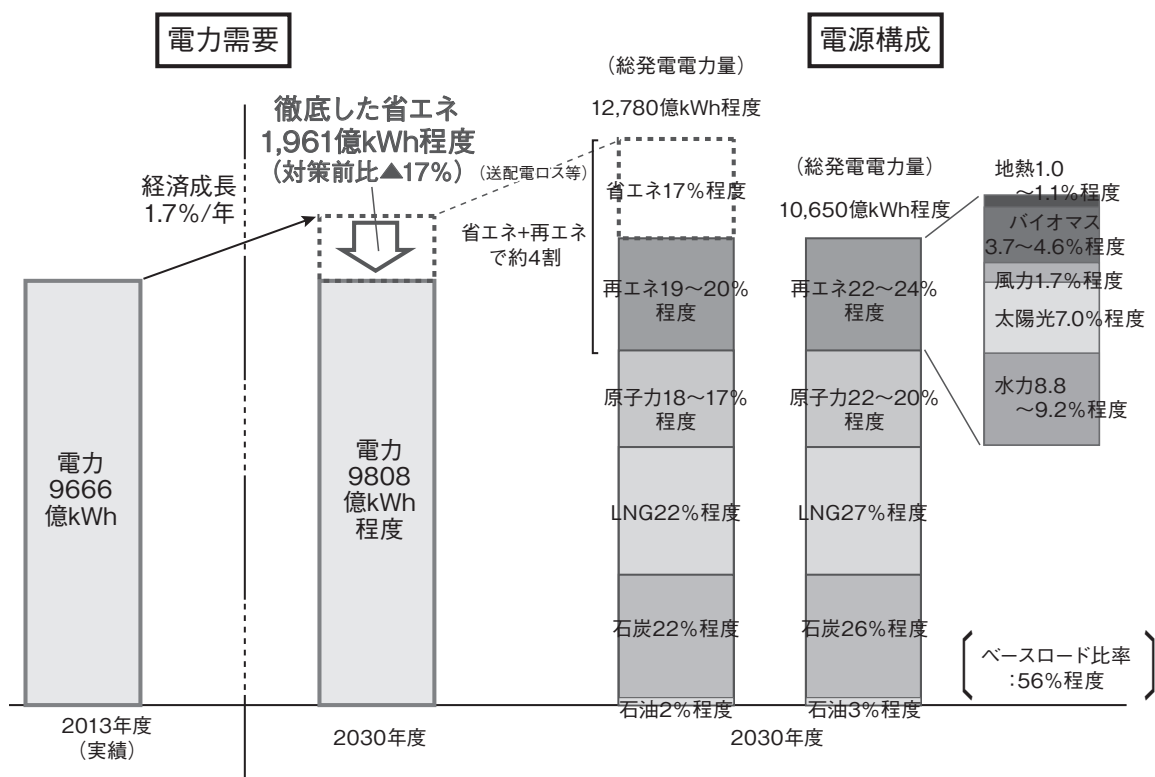 電力需要
電源構成
徹底した省エネ
1,961億kWh程度
(対策前比▲17%)
経済成長
1.7%/年
(送配電ロス等)
電力
9666
億kWh
電力
9808
億kWh
程度
2013年度
(実績)
2030年度
(総発電電力量)
12,780億kWh程度
省エネ+再エネ
で約4割
省エネ17%程度
再エネ19〜20%
程度
原子力18〜17%
程度
LNG22%程度
石炭22%程度
石油2%程度
(総発電電力量)
10,650億kWh程度
再エネ22〜24%
程度
原子力22〜20%
程度
LNG27%程度
石炭26%程度
石油3%程度
2030年度
地熱1.0
〜1.1%程度
バイオマス
3.7〜4.6%程度
風力1.7%程度
太陽光7.0%程度
水力8.8
〜9.2%程度
ベースロード比率
:56%程度